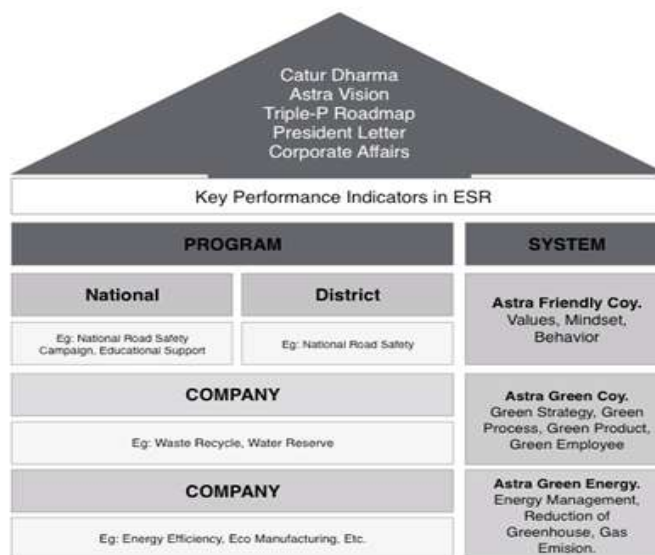 Catur Dharma
Astra Vision
Triple-P Roadmap
President Letter
Corporate Affairs
Key Performance Indicators in ESR
PROGRAM
National
Eg: National Road Safety
Campaign, Educational Support
District
Eg: National Road Safety
COMPANY
Eg: Waste Recycle, Water Reserve
COMPANY
Eg: Energy Efficiency, Eco Manufacturing, Etc.
SYSTEM
Astra Friendly Coy.
Values, Mindset,
Behavior
Astra Green Coy.
Green Strategy, Green
Process, Green Product,
Green Employee
Astra Green Energy.
Energy Management,
Reduction of
Greenhouse, Gas
Emision.